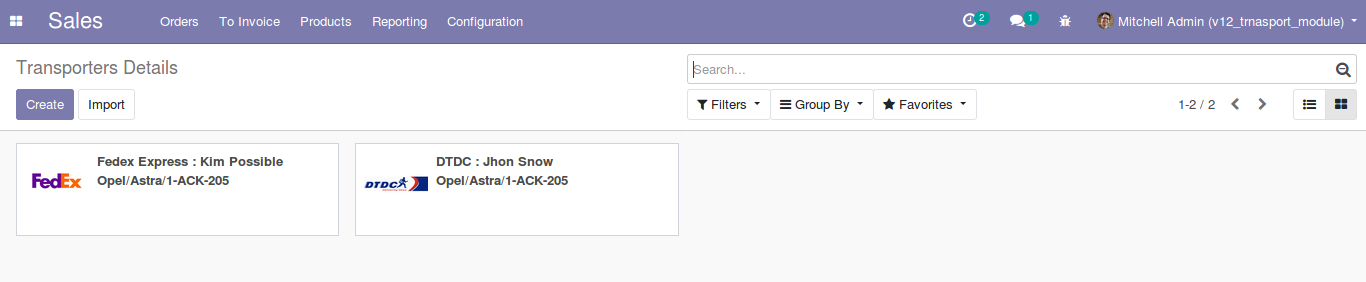 Sales Orders To Invoice Products Reporting Configuration 2 1 Mitchell Admin (v12_trnasport_module)
Transporters Details Search...
Create Import Filters Group By Favorites 1-2 / 2
FedEx Fedex Express : Kim Possible
Opel/Astra/1-ACK-205
DTDC DTDC : Jhon Snow
Opel/Astra/1-ACK-205